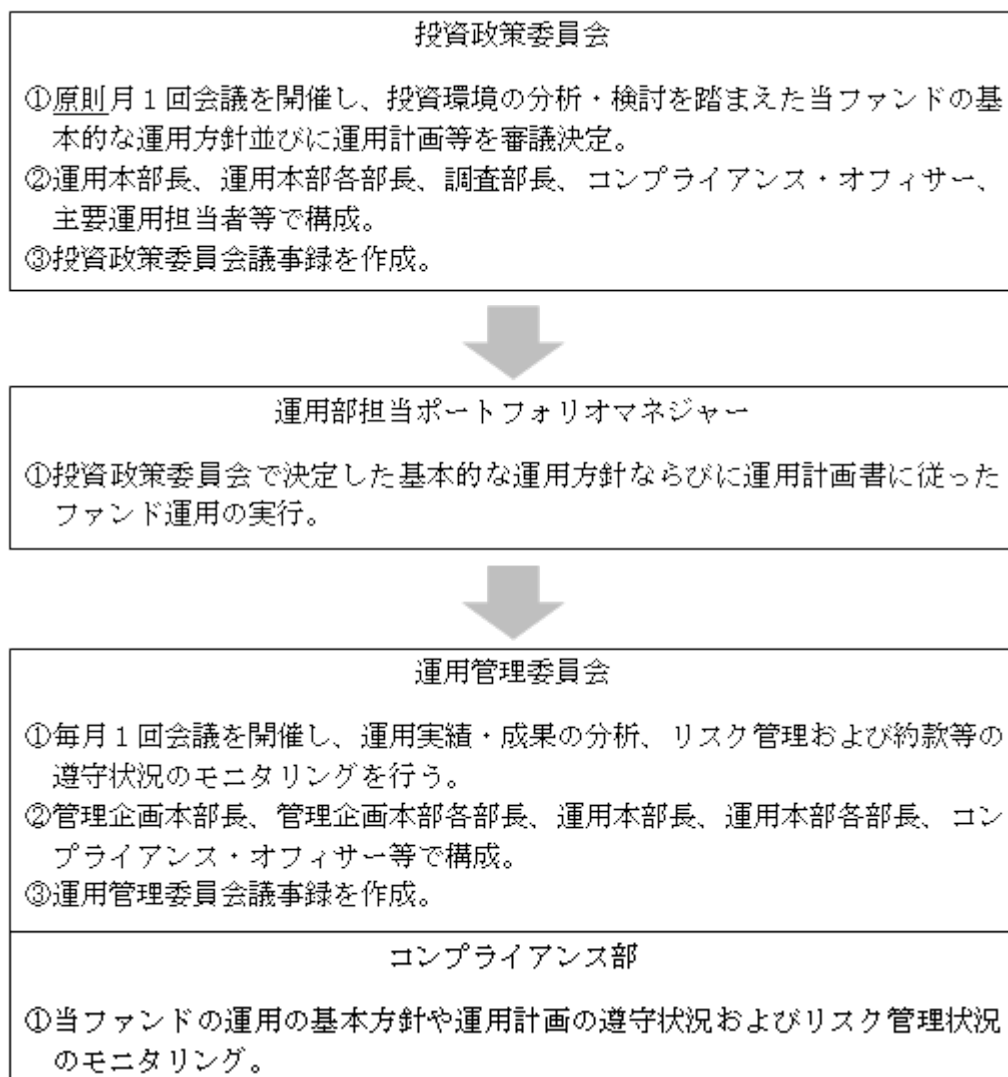 投資政策委員会
①原則月１回会議を開催し、投資環境の分析・検討を踏まえた当ファンドの基
本的な運用方針並びに運用計画等を審議決定。
②運用本部長、運用本部各部長、調査部長、コンプライアンス・オフィサー、
主要運用担当者等で構成。
③投資政策委員会議事録を作成。
運用部担当ポートフォリオマネジャー
①投資政策委員会で決定した基本的な運用方針ならびに運用計画書に従った
ファンド運用の実行。
運用管理委員会
①毎月１回会議を開催し、運用実績・成果の分析、リスク管理および約款等の
遵守状況のモニタリングを行う。
②管理企画本部長、管理企画本部各部長、運用本部長、運用本部各部長、コン
プライアンス・オフィサー等で構成。
③運用管理委員会議事録を作成。
コンプライアンス部
①当ファンドの運用の基本方針や運用計画の遵守状況およびリスク管理状況
のモニタリング。